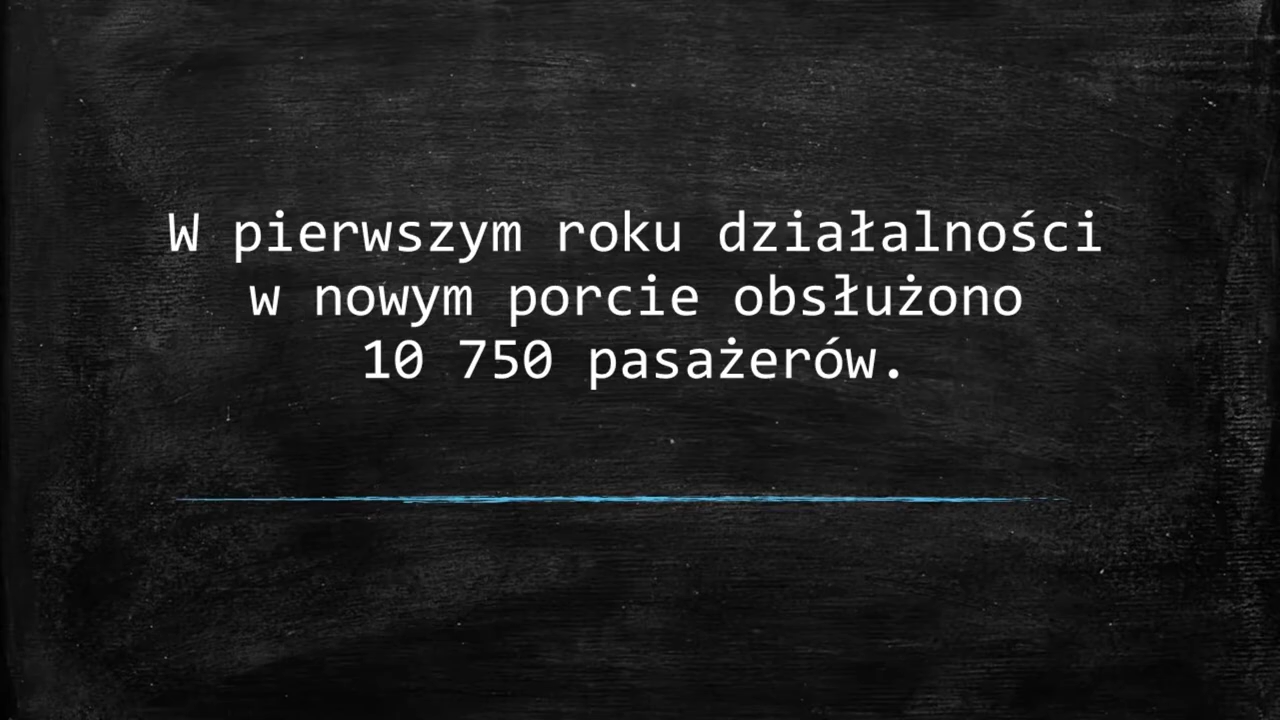 W pierwszym roku działalności
w nowym porcie obsłużono
10 750 pasażerów.